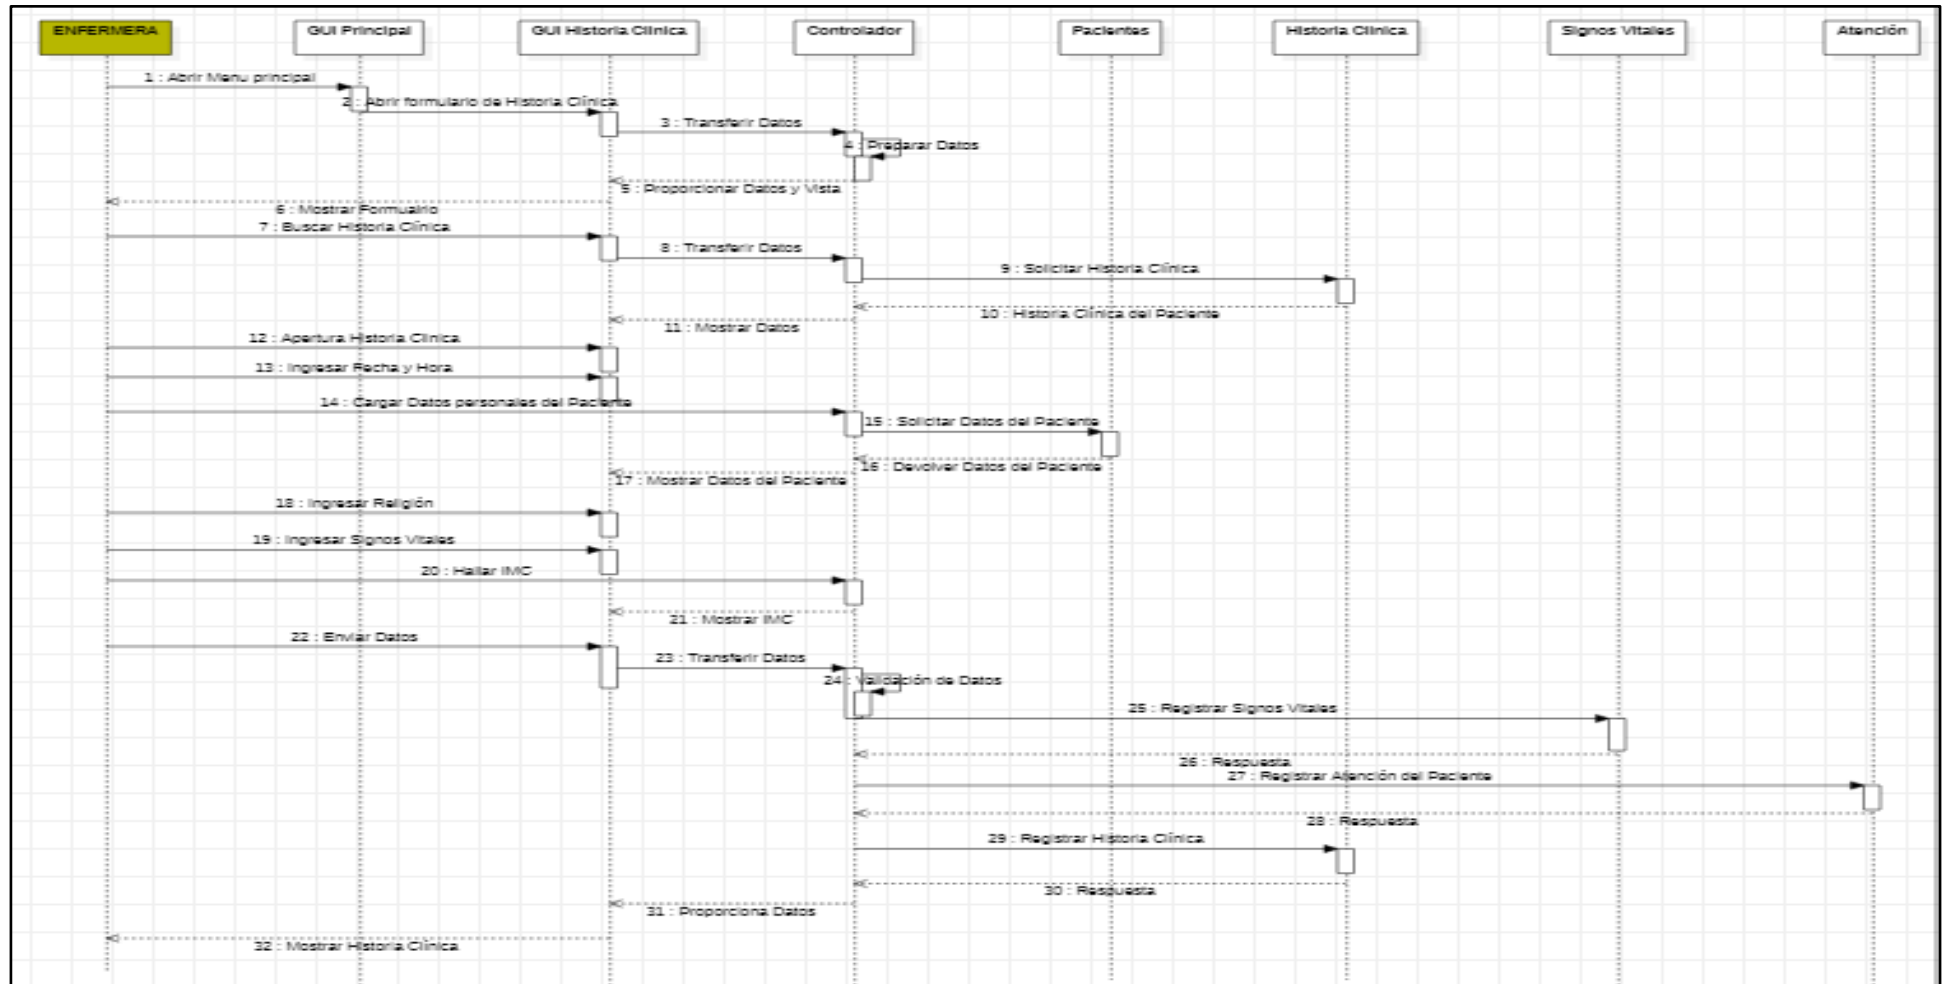 ENFERMERA
GUI Principal
GUI Historia Clinica
Controlador
Pacientes
Historia Clinica
Signos Vitales
Atención
1 : Abrir Menu principal
2 : Abrir formulario de Historia Clínica
3 : Transferir Datos
4 : Preparar Datos
5 : Proporcionar Datos y Vista
6 : Mostrar Formualrio
7 : Buscar Historia Clínica
8 : Transferir Datos
9 : Solicitar Historia Clínica
10 : Historia Clínica del Paciente
11 : Mostrar Datos
12 : Apertura Historia Clinica
13 : Ingresar Fecha y Hora
14 : Cargar Datos personales del Paciente
15 : Solicitar Datos del Paciente
16 : Devolver Datos del Paciente
17 : Mostrar Datos del Paciente
18 : Ingresar Religión
19 : Ingresar Signos Vitales
20 : Hallar IMC
21 : Mostrar IMC
22 : Enviar Datos
23 : Transferir Datos
24 : Validación de Datos
25 : Registrar Signos Vitales
26 : Respuesta
27 : Registrar Atención del Paciente
28 : Respuesta
29 : Registrar Historia Clínica
30 : Respuesta
31 : Proporciona Datos
32 : Mostrar Historia Clínica